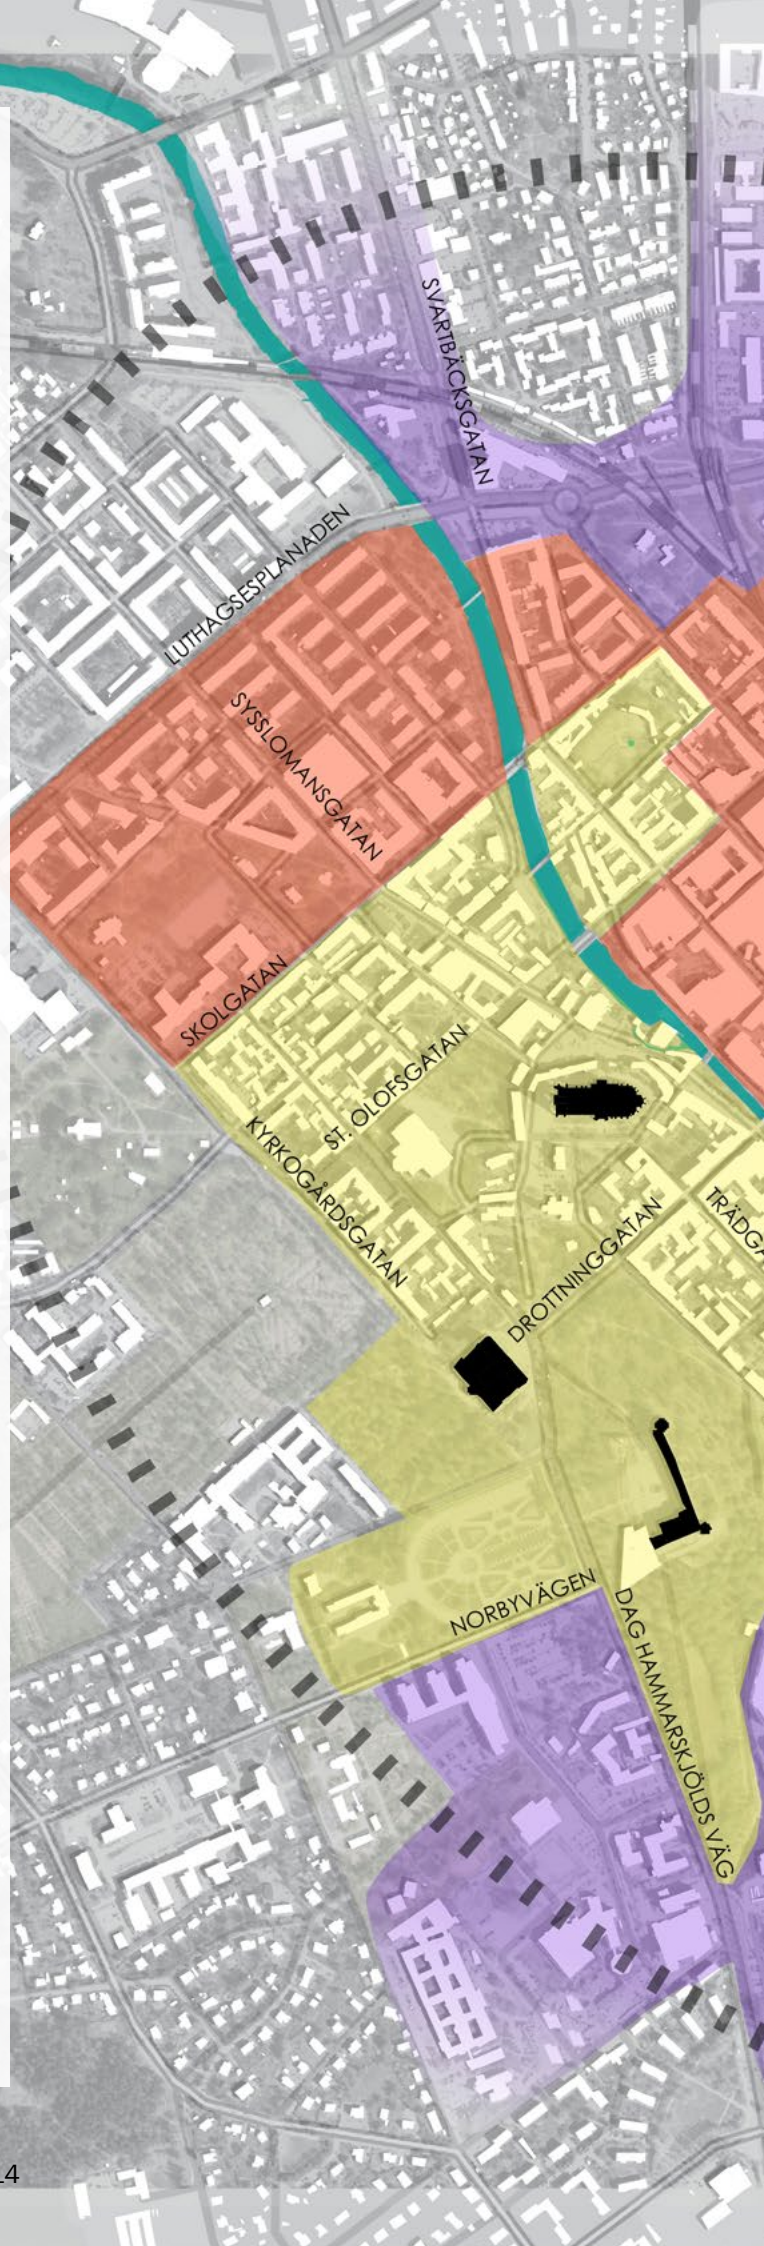 SVARTBÄCKSGATAN
LUTHAGSESPLANADEN
SYSSLOMANSGATAN
SKOLGATAN
ST. OLOFSGATAN
KYRKOGÅRDSGATAN
TRÄDGA
DROTTNINGGATAN
NORBYVÄGEN
DAG HAMMARSKJÖLDS VÄG
14